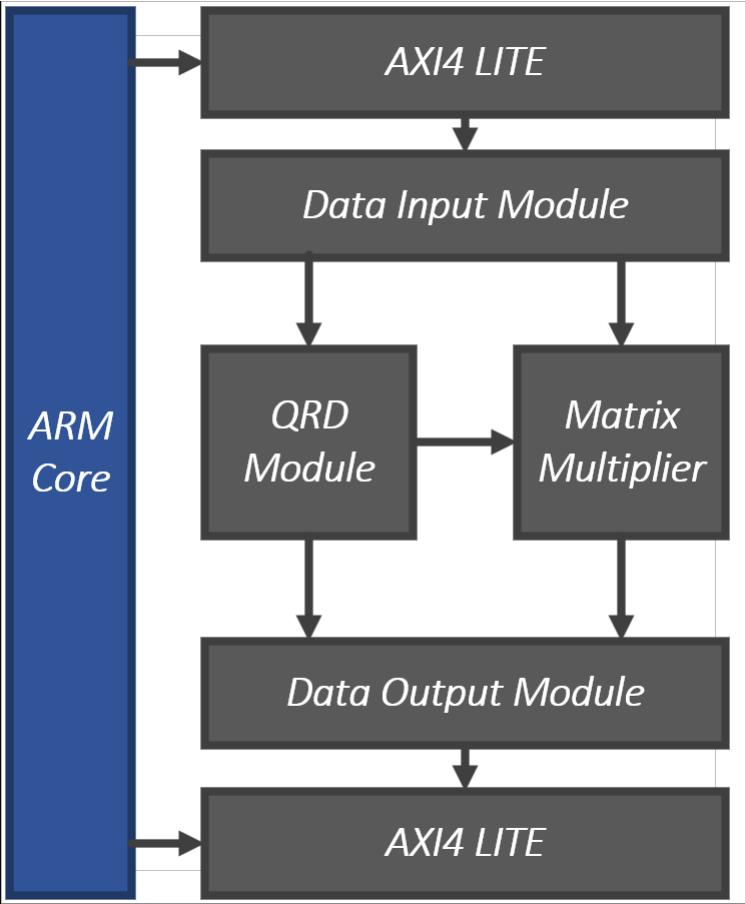 AXI4 LITE
Data Input Module
ARM
Core
QRD
Module
Matrix
Multiplier
Data Output Module
AXI4 LITE